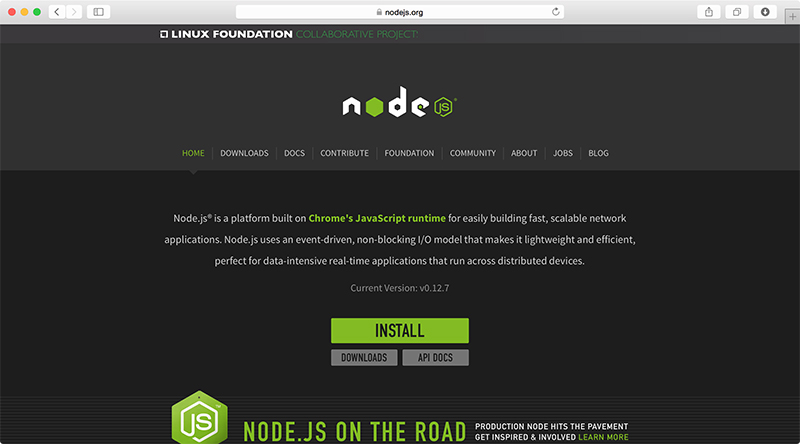 nodejs.org
LINUX FOUNDATION COLLABORATIVE PROJECT
node JS
HOME DOWNLOADS DOCS CONTRIBUTE FOUNDATION COMMUNITY ABOUT JOBS BLOG
Node.js® is a platform built on Chrome's JavaScript runtime for easily building fast, scalable network
applications. Node.js uses an event-driven, non-blocking I/O model that makes it lightweight and efficient,
perfect for data-intensive real-time applications that run across distributed devices.
Current Version: v0.12.7
INSTALL
DOWNLOADS API DOCS
JS
NODE.JS ON THE ROAD
PRODUCTION NODE HITS THE PAVEMENT
GET INSPIRED & INVOLVED LEARN MORE